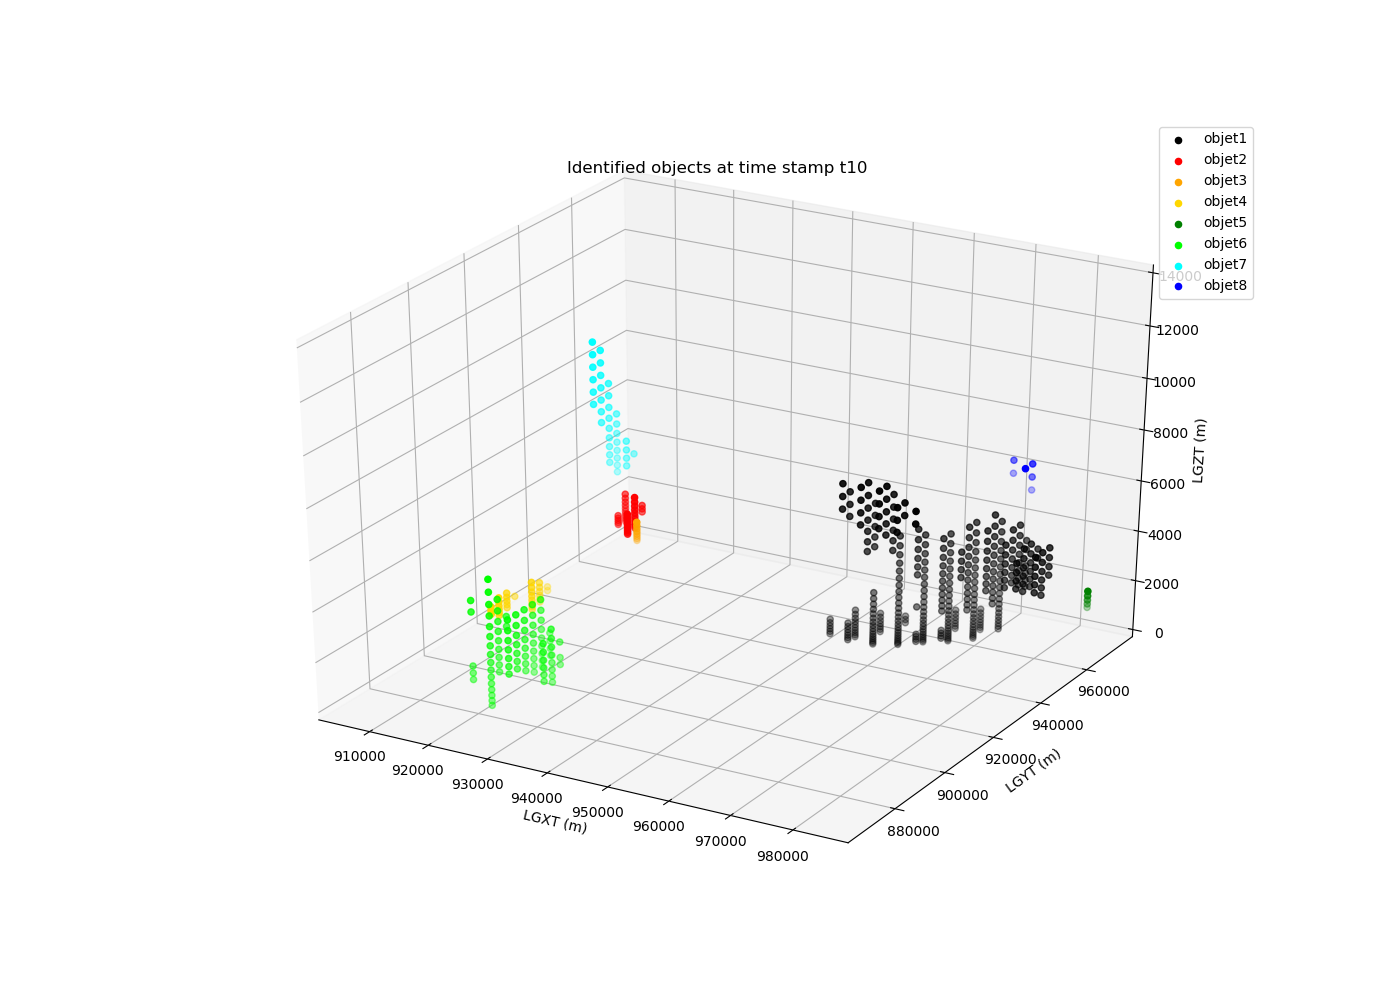 Identified objects at time stamp t10
objet1
objet2
objet3
objet4
objet5
objet6
objet7
objet8
14000
12000
10000
8000
6000
4000
2000
0
LGZT (m)
960000
940000
920000
900000
880000
LGYT (m)
910000
920000
930000
940000
950000
960000
970000
980000
LGXT (m)